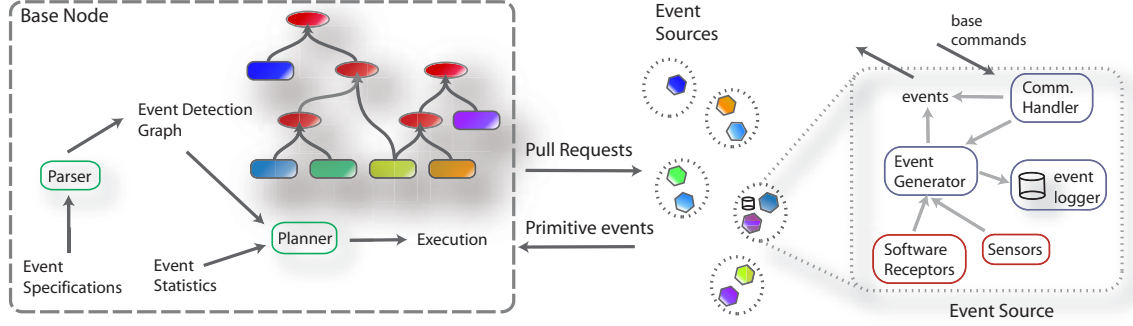 Base Node
Event Detection
Graph
Parser
Planner
Execution
Event
Specifications
Event
Statistics
Pull Requests
Primitive events
Event
Sources
base
commands
events
Comm.
Handler
Event
Generator
event
logger
Software
Receptors
Sensors
Event Source